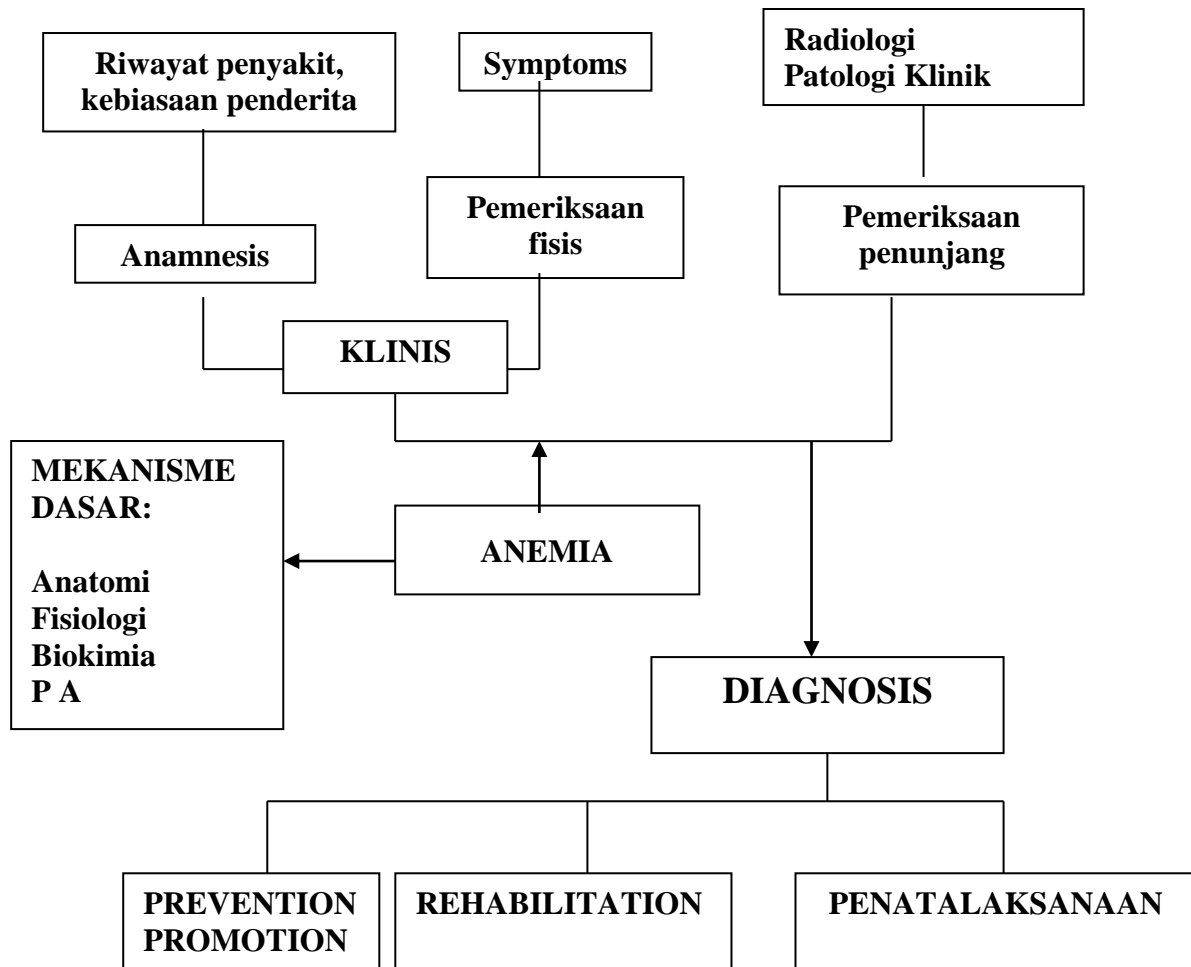 Riwayat penyakit,
kebiasaan penderita
Symptoms
Radiologi
Patologi Klinik
Anamnesis
Pemeriksaan
fisis
Pemeriksaan
penunjang
KLINIS
MEKANISME
DASAR:
Anatomi
Fisiologi
Biokimia
P A
ANEMIA
DIAGNOSIS
PREVENTION
PROMOTION
REHABILITATION
PENATALAKSANAAN